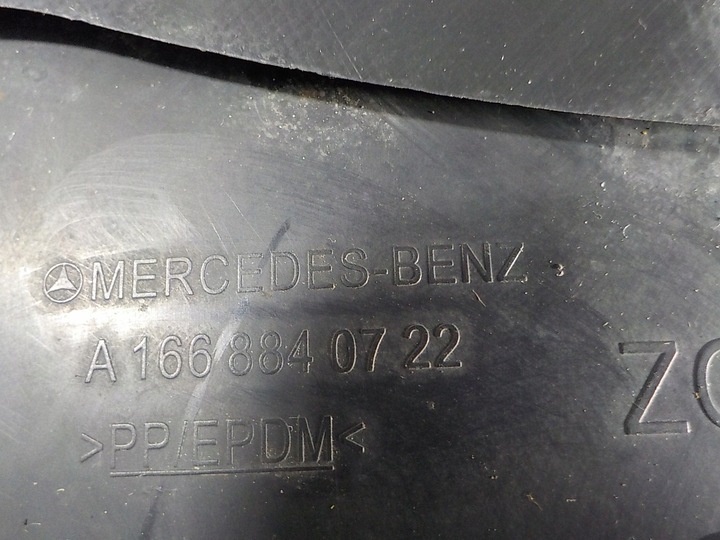 MERCEDES-BENZ
A 166 884 07 22
>PP/EPDM<